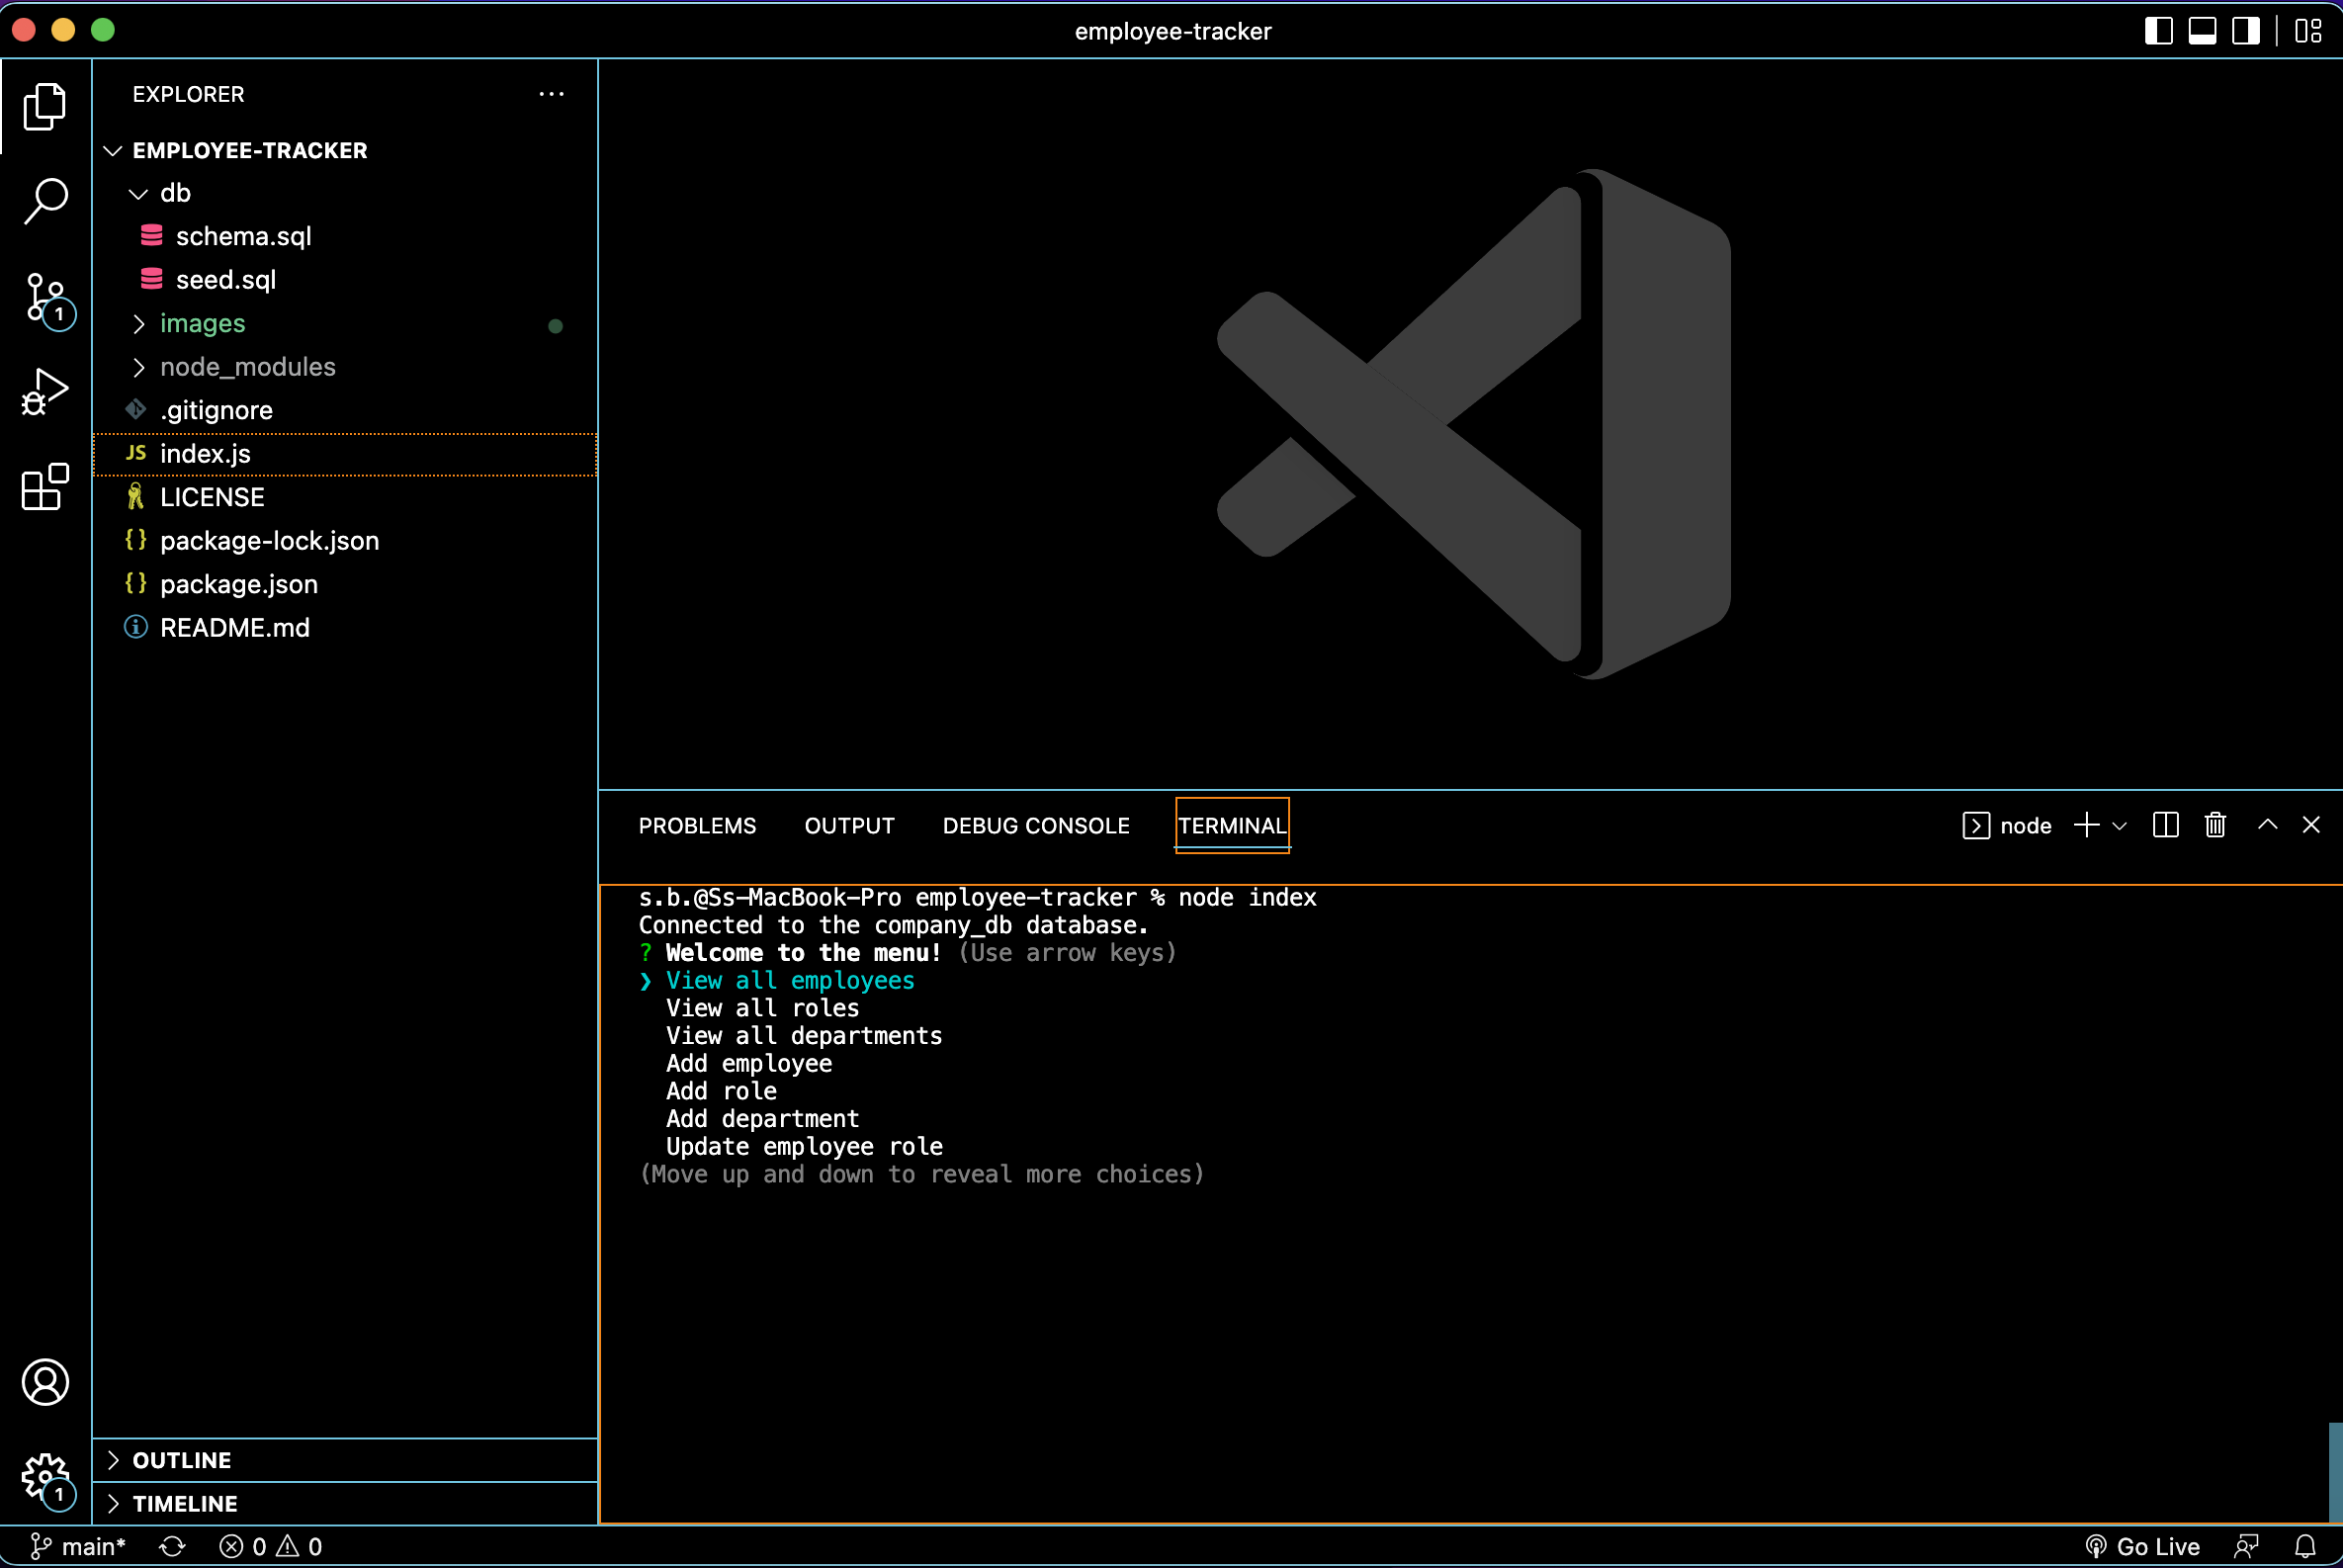 employee-tracker
EXPLORER
EMPLOYEE-TRACKER
db
schema.sql
seed.sql
images
node_modules
.gitignore
JS index.js
LICENSE
{} package-lock.json
{} package.json
README.md
1
1
OUTLINE
TIMELINE
PROBLEMS OUTPUT DEBUG CONSOLE TERMINAL node
s.b.@Ss-MacBook-Pro employee-tracker % node index
Connected to the company_db database.
? Welcome to the menu! (Use arrow keys)
❯ View all employees
View all roles
View all departments
Add employee
Add role
Add department
Update employee role
(Move up and down to reveal more choices)
main* 0 0 Go Live